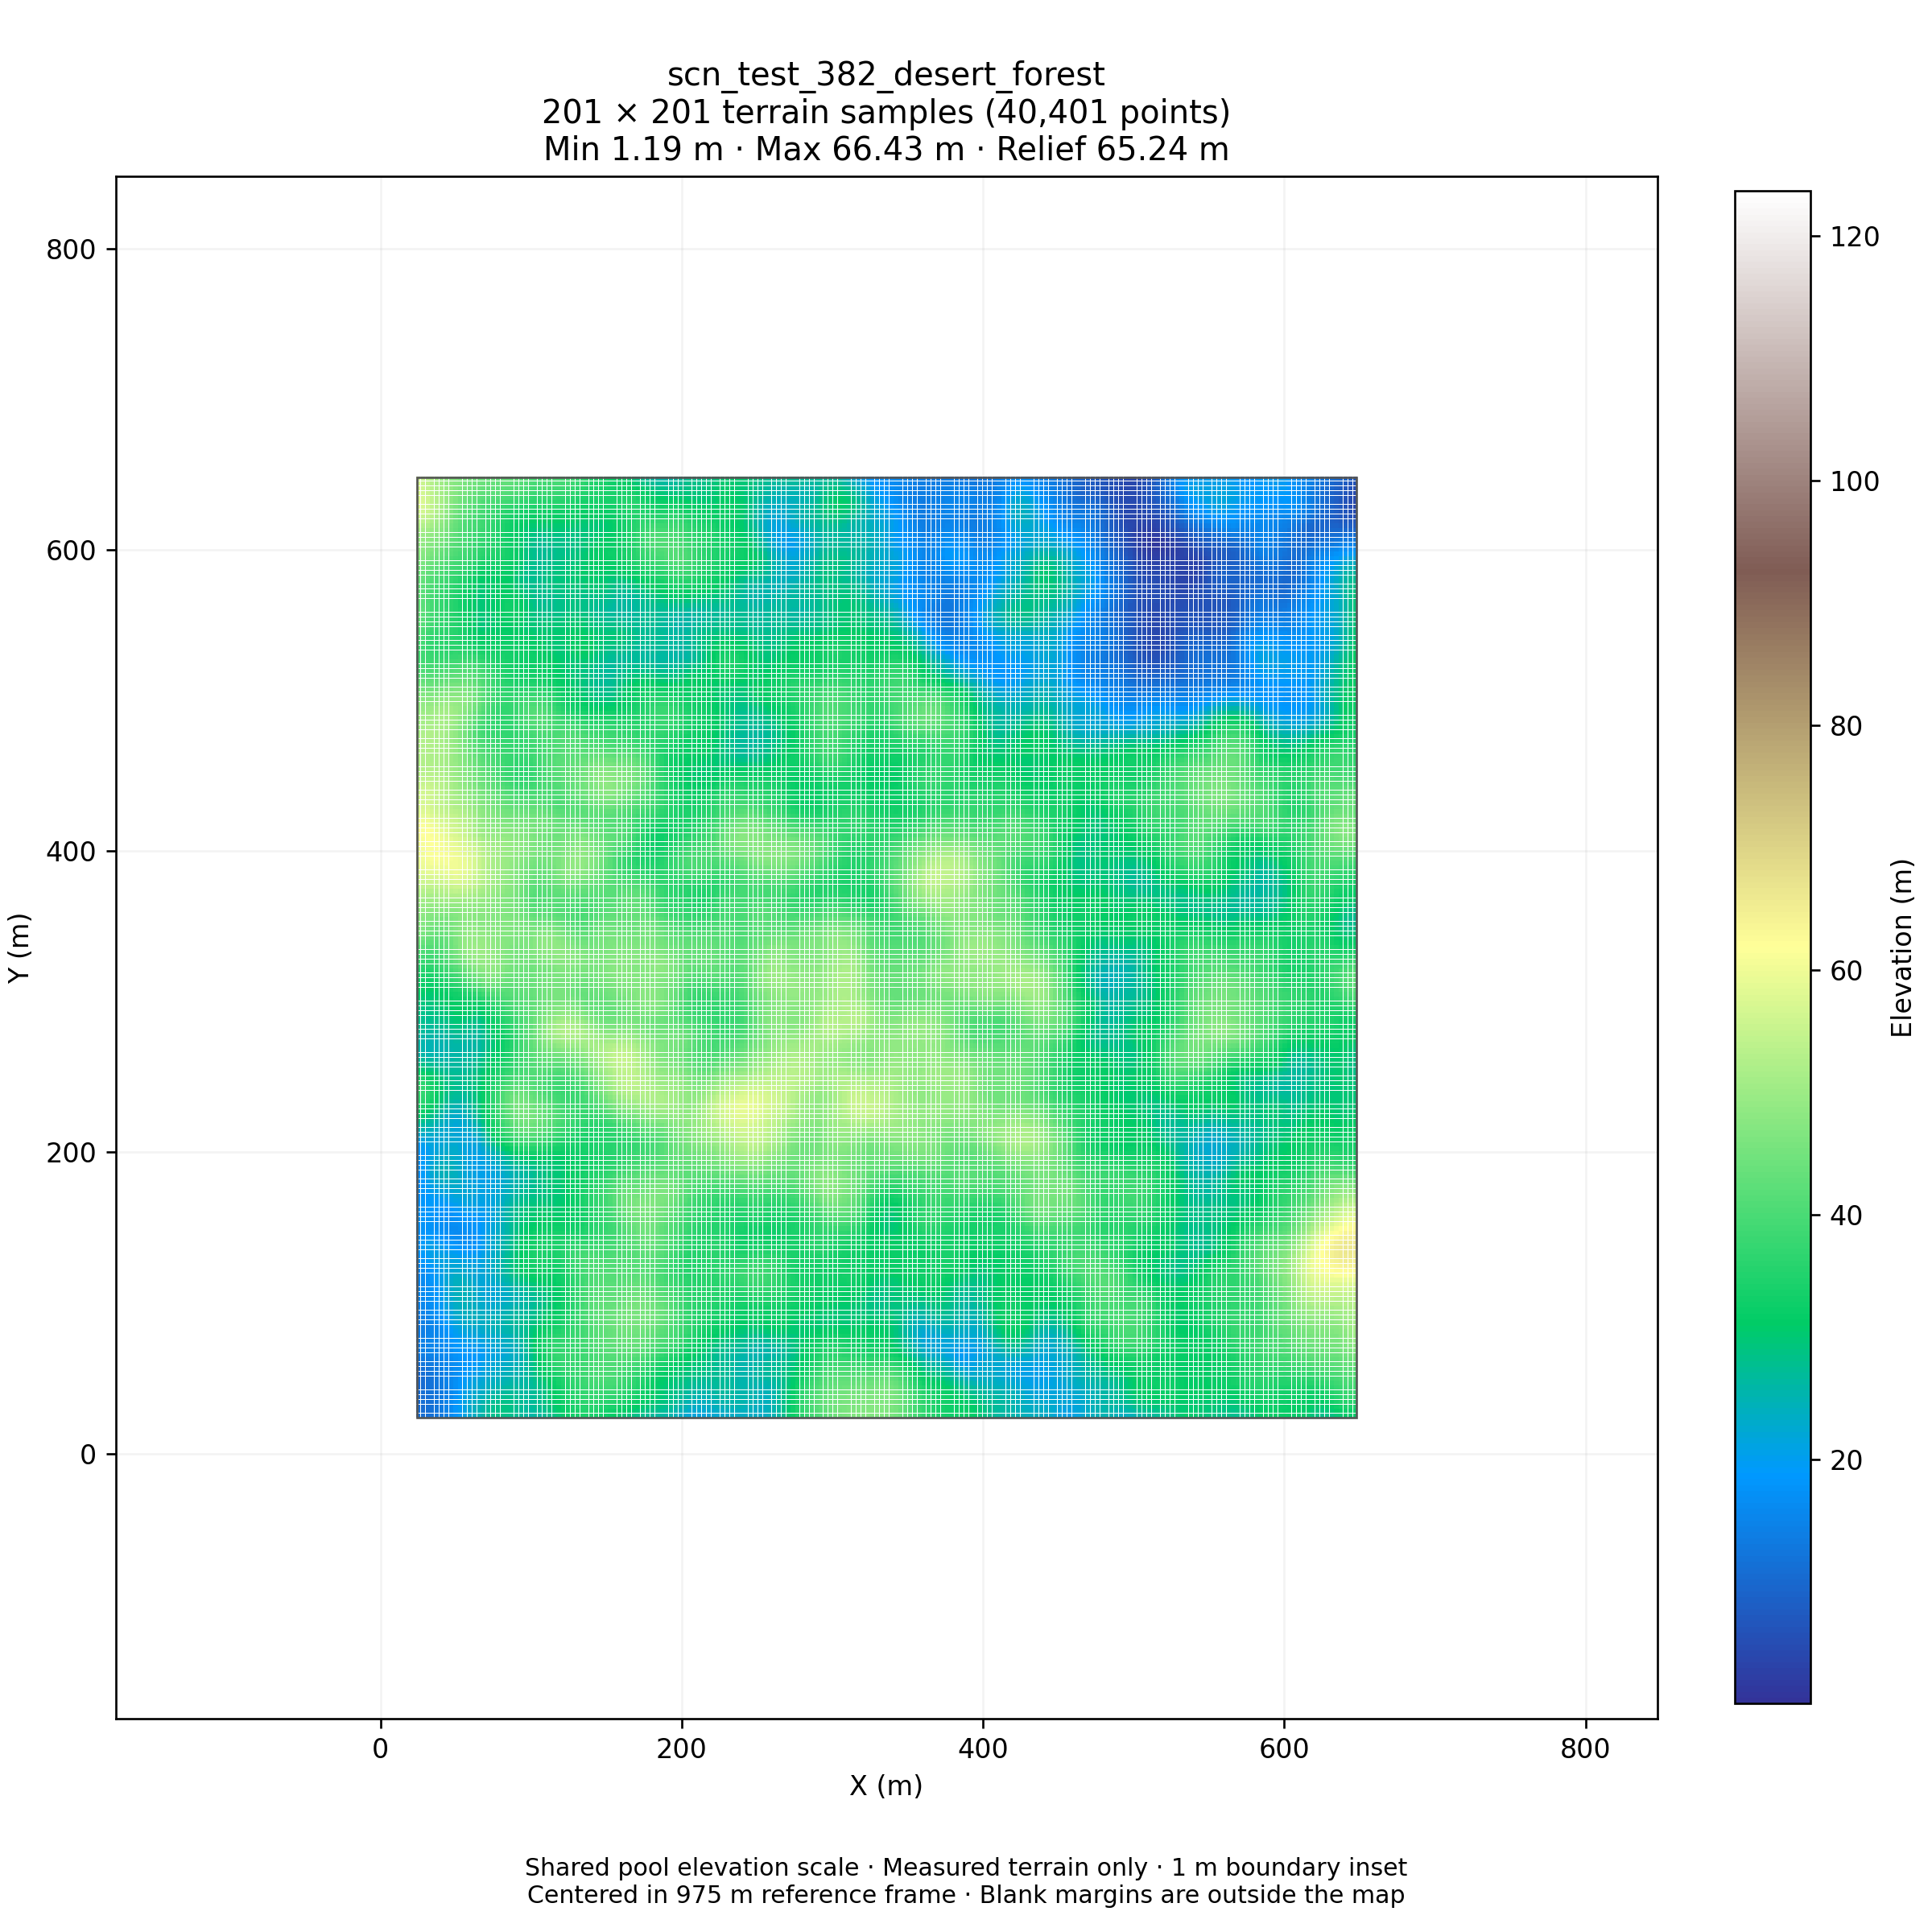 scn_test_382_desert_forest
201 × 201 terrain samples (40,401 points)
Min 1.19 m · Max 66.43 m · Relief 65.24 m
800
600
400
200
0
Y (m)
0
200
400
600
800
X (m)
120
100
80
60
40
20
Elevation (m)
Shared pool elevation scale · Measured terrain only · 1 m boundary inset
Centered in 975 m reference frame · Blank margins are outside the map